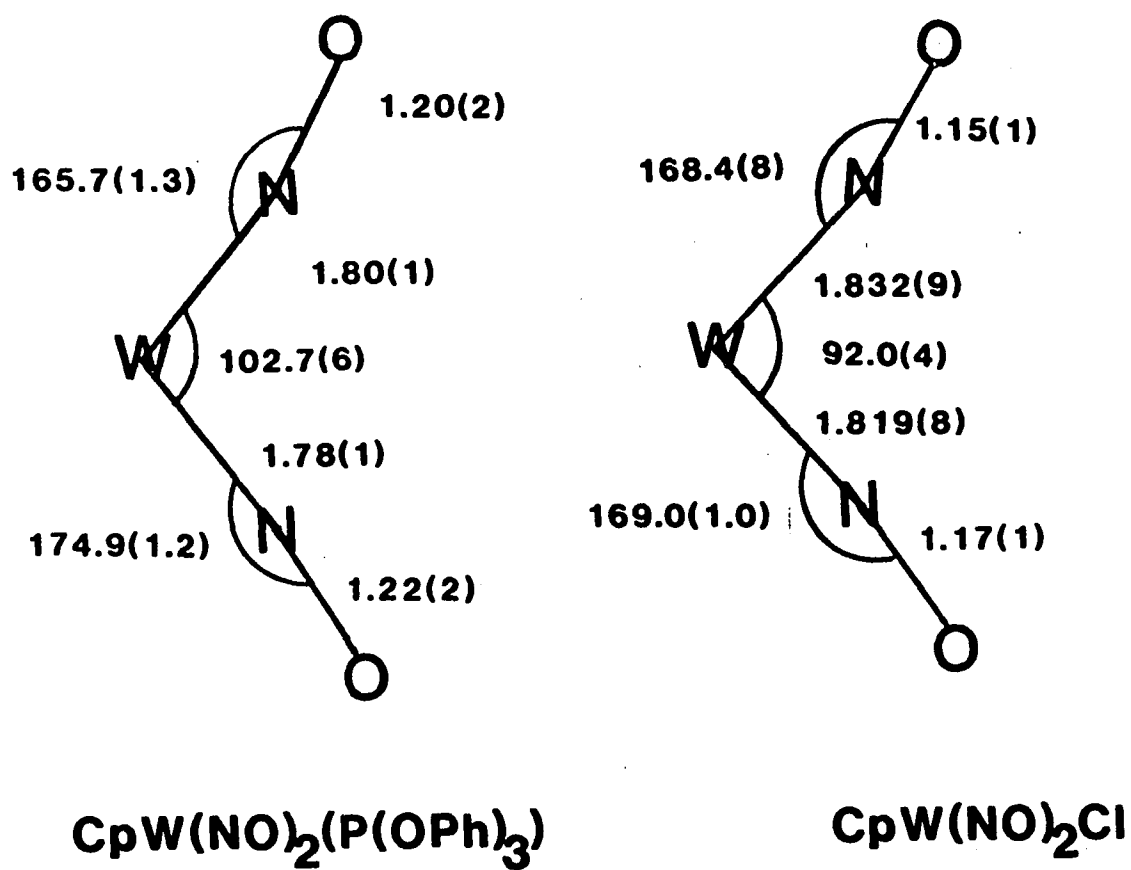 O
1.20(2)
165.7(1.3)
N
1.80(1)
W
102.7(6)
1.78(1)
N
174.9(1.2)
1.22(2)
O
CpW(NO)2(P(OPh)3)
O
1.15(1)
168.4(8)
N
1.832(9)
W
92.0(4)
1.819(8)
N
169.0(1.0)
1.17(1)
O
CpW(NO)2Cl